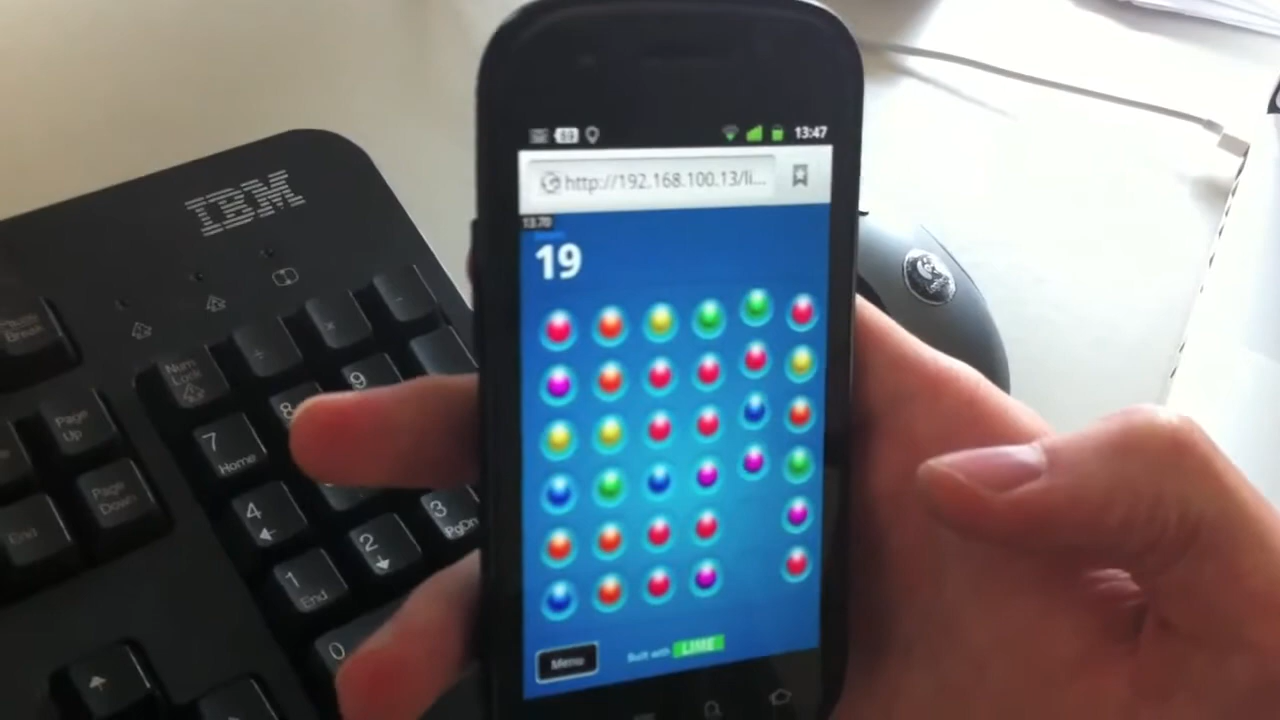 13:47
http://192.168.100.13/li...
19
Menu
Built with LIME
IBM
Num
Lock
9
8
7
Home
Page
Up
Page
Down
End
4
3
PgDn
2
1
End
0